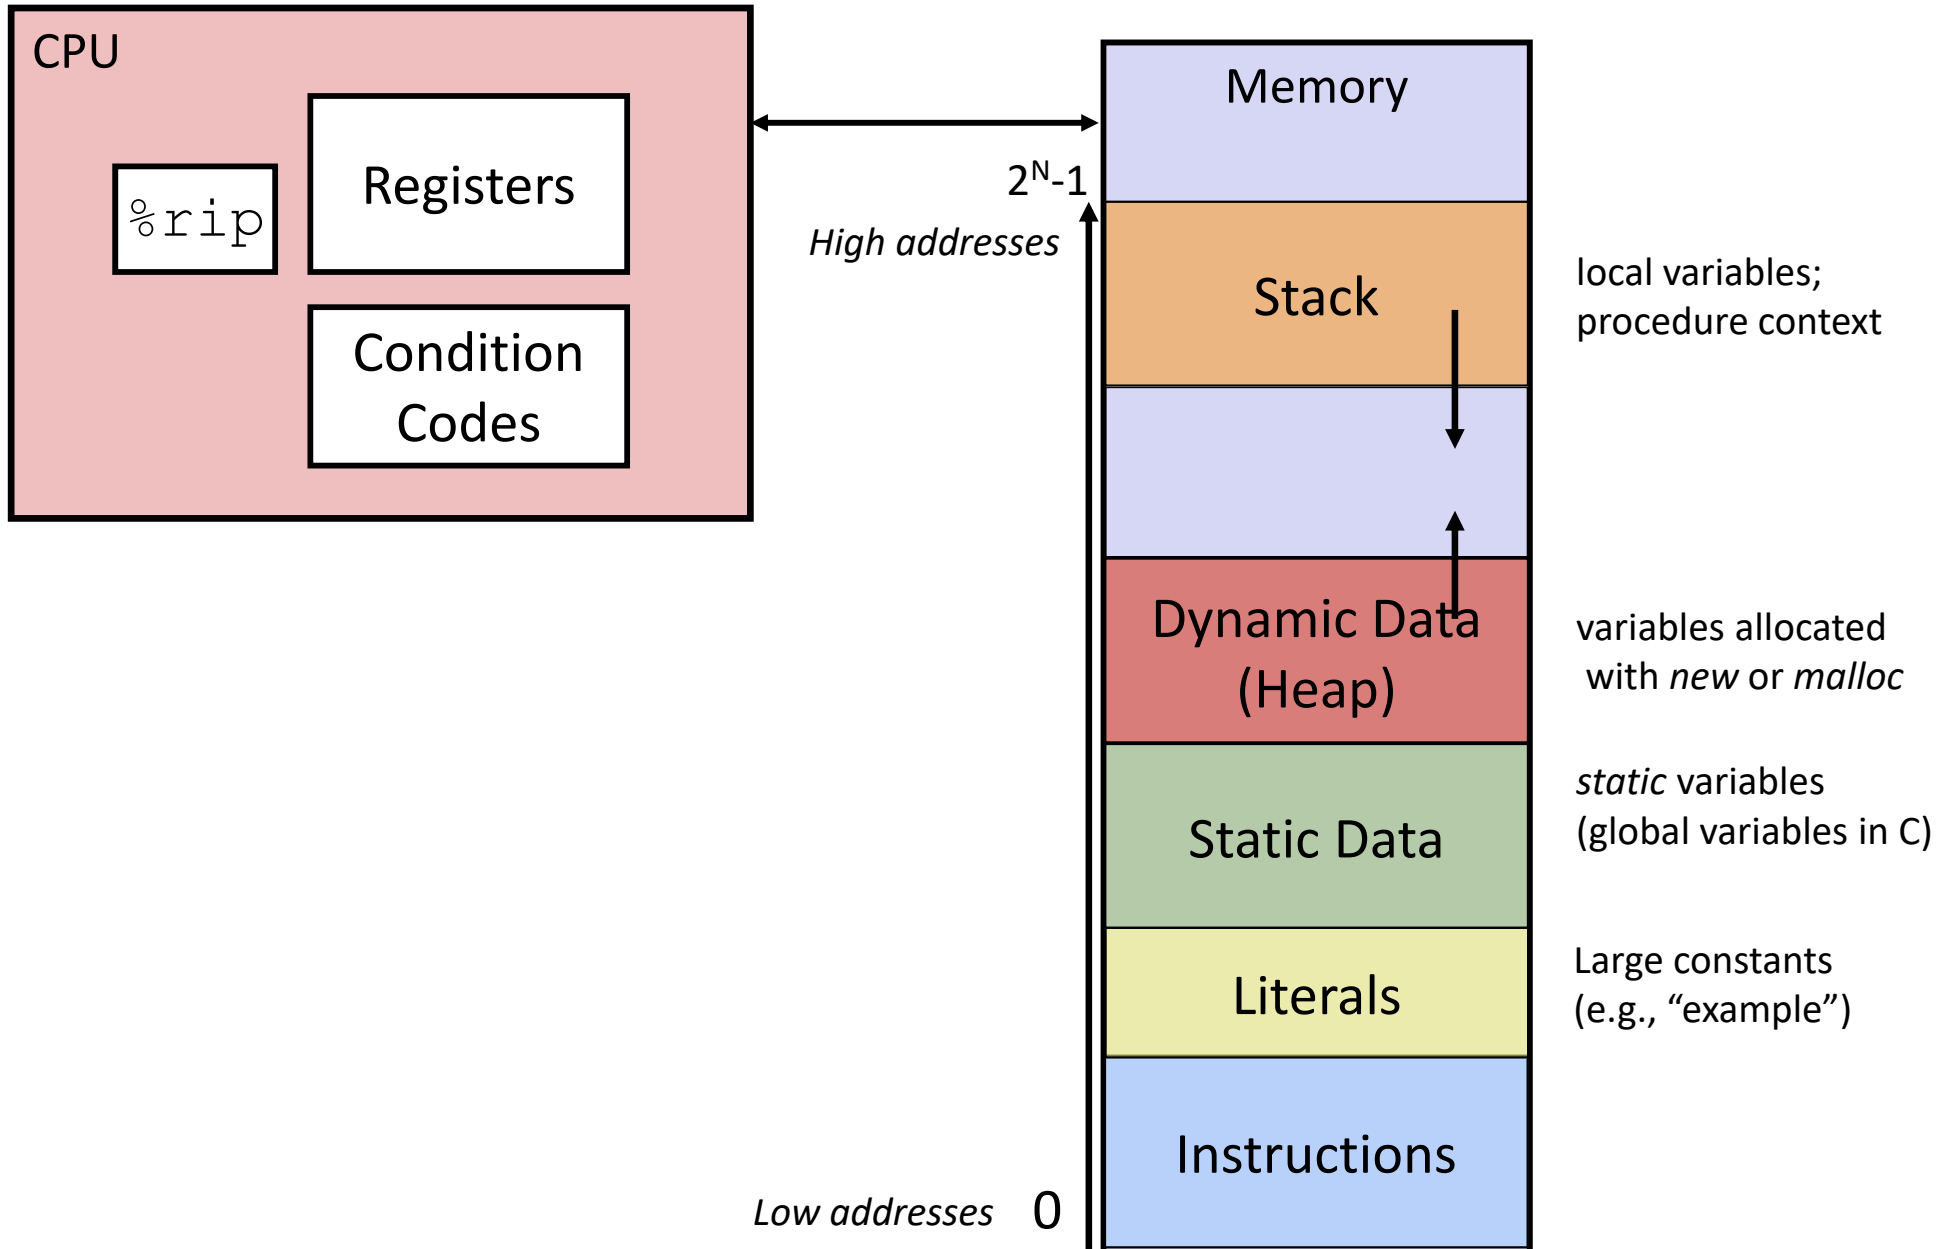 CPU
Registers
%rip
Condition
Codes
Memory
2^N-1
High addresses
Stack
local variables;
procedure context
Dynamic Data
(Heap)
variables allocated
with new or malloc
Static Data
static variables
(global variables in C)
Literals
Large constants
(e.g., “example”)
Instructions
Low addresses 0